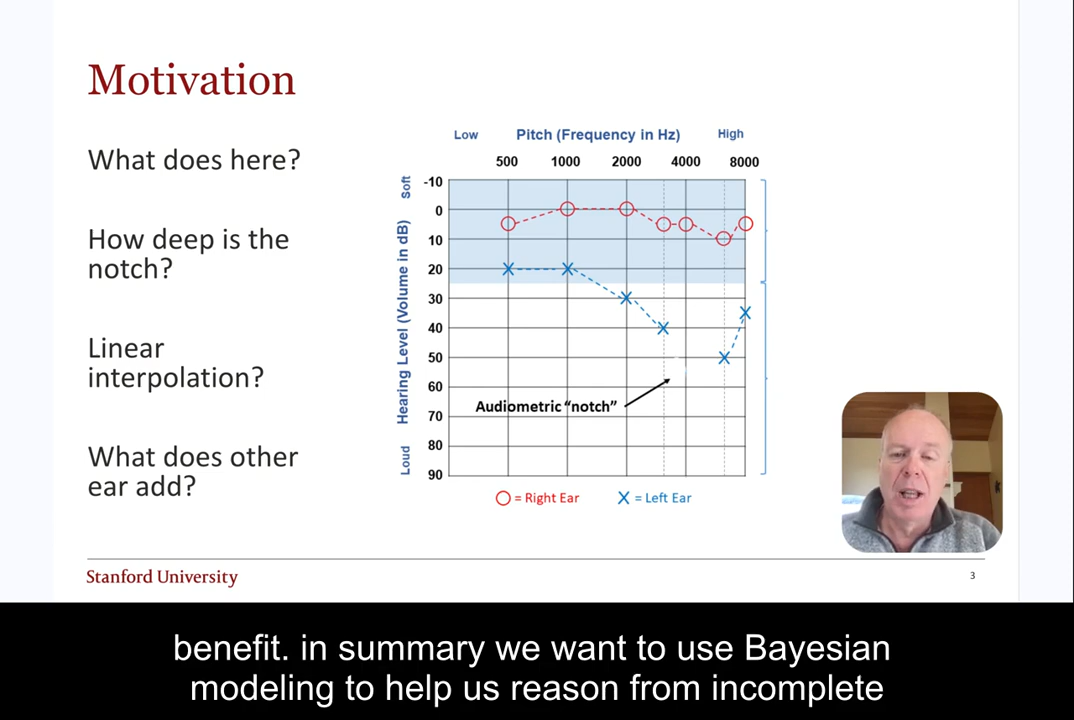 Motivation
What does here?
How deep is the
notch?
Linear
interpolation?
What does other
ear add?
Low Pitch (Frequency in Hz) High
500 1000 2000 4000 8000
Soft
Hearing Level (Volume in dB)
Loud
-10
0
10
20
30
40
50
60
70
80
90
Audiometric “notch”
O = Right Ear X = Left Ear
Stanford University
3
benefit. in summary we want to use Bayesian
modeling to help us reason from incomplete